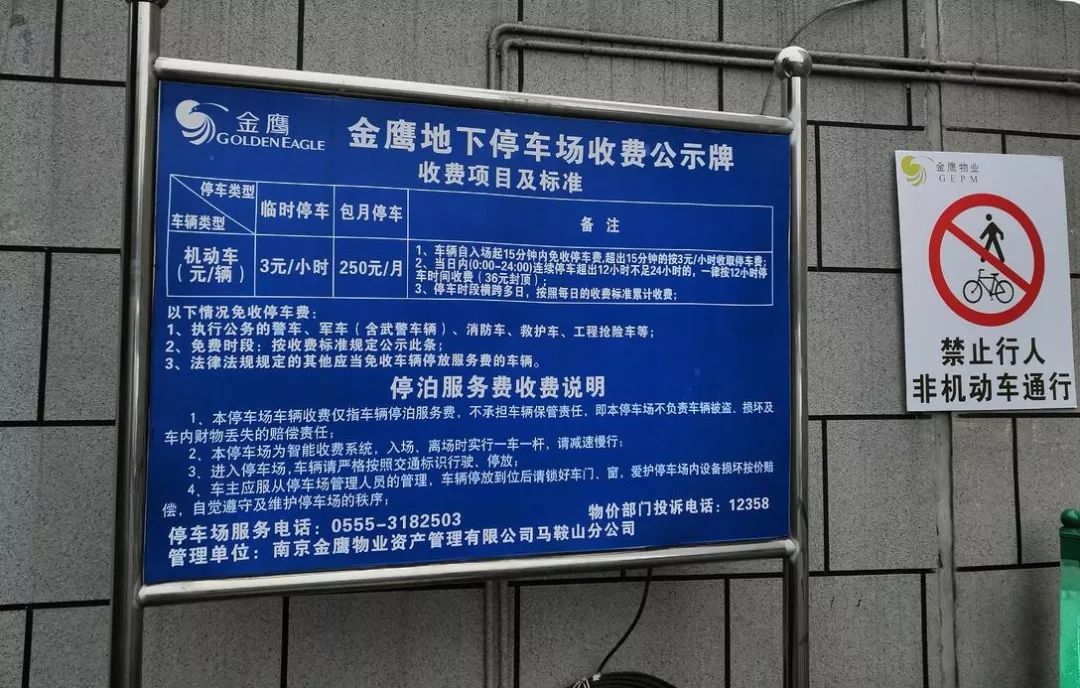 金鹰
GOLDENEAGLE
金鹰地下停车场收费公示牌
收费项目及标准
停车类型
车辆类型
临时停车
包月停车
备 注
机动车
（元/辆）
3元/小时
250元/月
1、车辆自入场起15分钟内免收停车费,超出15分钟的按3元/小时收取停车费；
2、当日内(0:00-24:00)连续停车超出12小时不足24小时的，一律按12小时停
车时间收费（36元封顶）；
3、停车时段横跨多日，按照每日的收费标准累计收费；
以下情况免收停车费：
1、执行公务的警车、军车（含武警车辆）、消防车、救护车、工程抢险车等；
2、免费时段：按收费标准规定公示此条；
3、法律法规规定的其他应当免收车辆停放服务费的车辆。
停泊服务费收费说明
1、本停车场车辆收费仅指车辆停泊服务费，不承担车辆保管责任，即本停车场不负责车辆被盗、损坏及
车内财物丢失的赔偿责任；
2、本停车场为智能收费系统，入场、离场时实行一车一杆，请减速慢行；
3、进入停车场,车辆请严格按照交通标识行驶、停放；
4、车主应服从停车场管理人员的管理，车辆停放到位后请锁好车门、窗，爱护停车场内设备损坏按价赔
偿，自觉遵守及维护停车场的秩序；
停车场服务电话：0555-3182503
物价部门投诉电话：12358
管理单位：南京金鹰物业资产管理有限公司马鞍山分公司
金鹰物业
GEPM
禁止行人
非机动车通行